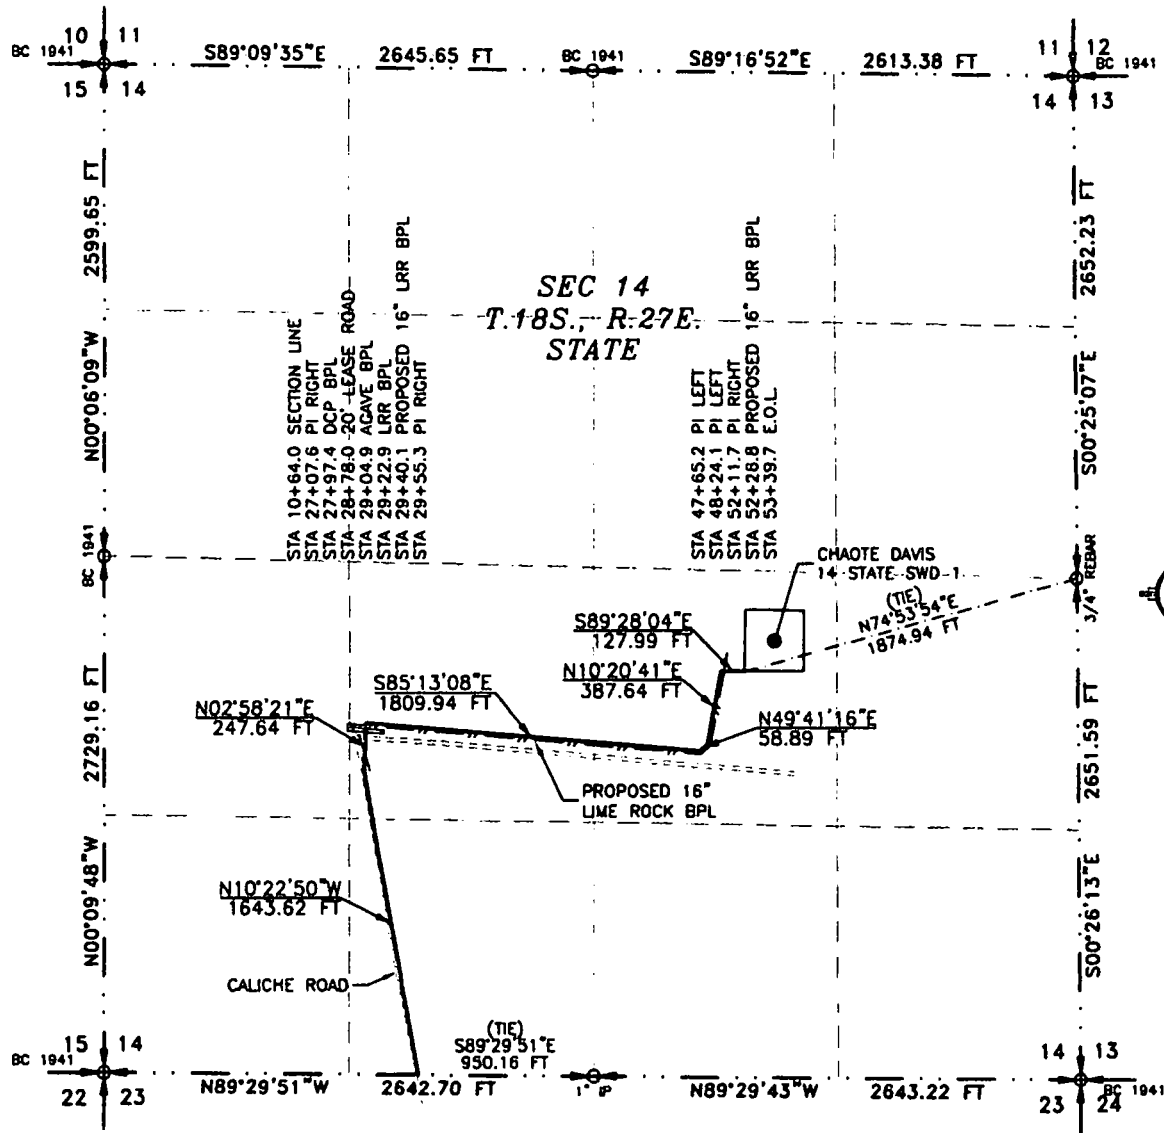 10 11
BC 1941
15 14
S89°09'35"E 2645.65 FT
BC 1941
S89°16'52"E 2613.38 FT
11 12
BC 1941
14 13
N00°06'09"W 2599.65 FT
S00°25'07"E 2652.23 FT
SEC 14
T.18S., R.27E.
STATE
STA 10+64.0 SECTION LINE
STA 27+07.6 PI RIGHT
STA 27+97.4 DCP BPL
STA 28+78.0 20' LEASE ROAD
STA 29+04.9 AGAVE BPL
STA 29+22.9 LRR BPL
STA 29+40.1 PROPOSED 16" LRR BPL
STA 29+55.3 PI RIGHT
STA 47+65.2 PI LEFT
STA 48+24.1 PI LEFT
STA 52+11.7 PI RIGHT
STA 52+28.8 PROPOSED 16" LRR BPL
STA 53+39.7 E.O.L.
BC 1941
CHAOTE DAVIS
14 STATE SWD-1
(TIE)
N74°53'54"E
1874.94 FT
3/4" REBAR
S89°28'04"E
127.99 FT
N10°20'41"E
387.64 FT
S85°13'08"E
1809.94 FT
N02°58'21"E
247.64 FT
N49°41'16"E
58.89 FT
PROPOSED 16"
LIME ROCK BPL
N00°09'48"W 2729.16 FT
S00°26'13"E 2651.59 FT
N10°22'50"W
1643.62 FT
CALICHE ROAD
(TIE)
S89°29'51"E
950.16 FT
15 14
BC 1941
22 23
N89°29'51"W 2642.70 FT
1" IP
N89°29'43"W 2643.22 FT
14 13
BC 1941
23 24